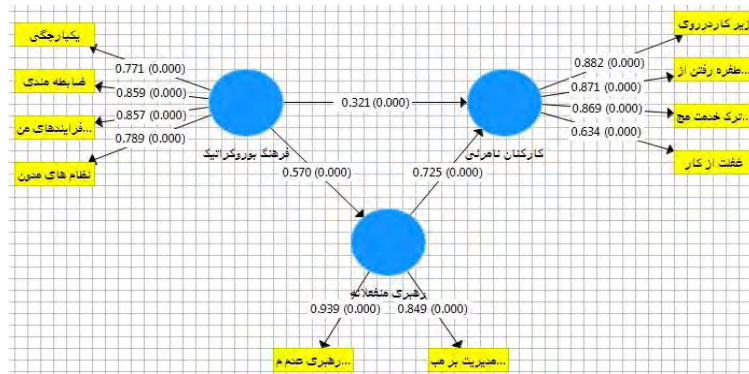 یکپارچگی
زیر کاردرروی
0.771 (0.000)
0.882 (0.000)
ضابطه مندی
طفره رفتن از...
0.859 (0.000)
0.871 (0.000)
0.321 (0.000)
فرایندهای من...
ترک خدمت مج...
0.857 (0.000)
0.869 (0.000)
0.789 (0.000)
0.634 (0.000)
نظام های مدون
فرهنگ بوروکراتیک
کارکنان نامرئی
غفلت از کار
0.570 (0.000)
0.725 (0.000)
رهبری منفعلانه
0.939 (0.000)
0.849 (0.000)
رهبری عدم م...
مدیریت بر مب...